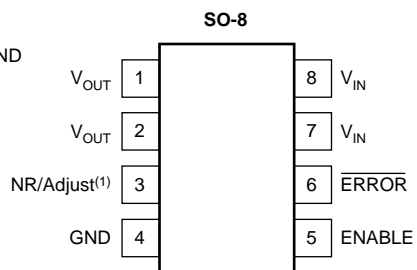 SO-8
ND
V_OUT 1 8 V_IN
V_OUT 2 7 V_IN
NR/Adjust(1) 3 6 ERROR
GND 4 5 ENABLE